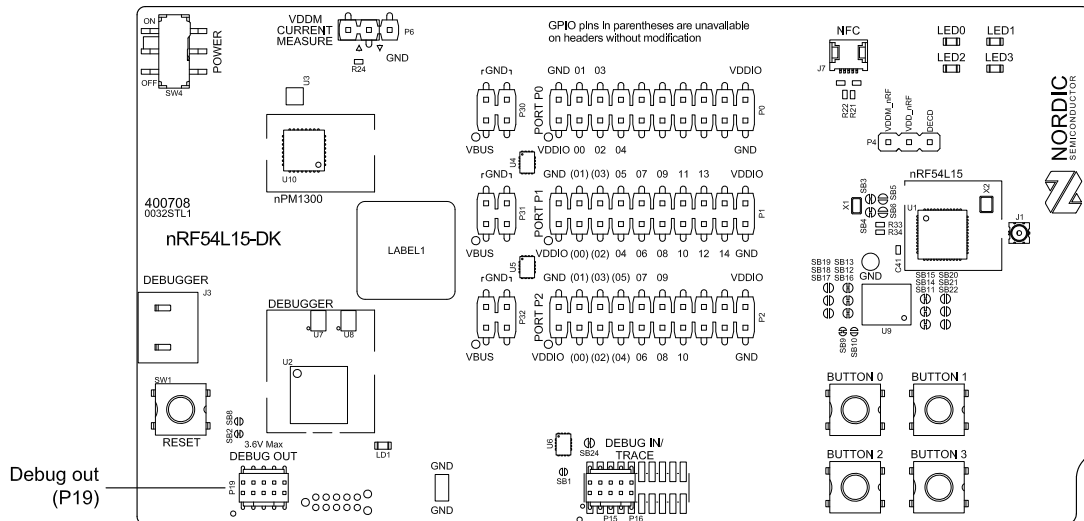 ON
OFF
SW4
POWER
VDDM
CURRENT
MEASURE
P6
GND
R24
U3
GPIO pins in parentheses are unavailable
on headers without modification
NFC
J7
R22
R21
LED0
LED1
LED2
LED3
VDDM_nRF
VDD_nRF
DECD
P4
NORDIC
SEMICONDUCTOR
U10
nPM1300
GND
P30
VBUS
PORT P0
GND 01 03 VDDIO
P0
VDDIO 00 02 04 GND
U4
GND
P31
VBUS
PORT P1
GND (01) (03) 05 07 09 11 13 VDDIO
P1
VDDIO (00) (02) 04 06 08 10 12 14 GND
U5
GND
P32
VBUS
PORT P2
GND (01) (03) (05) 07 09 VDDIO
P2
VDDIO (00) (02) (04) 06 08 10 GND
400708
0032STL1
nRF54L15-DK
LABEL1
nRF54L15
SB3
SB5
X1
SB4
SB6
R33
R34
U1
X2
J1
C41
GND
SB19 SB13
SB18 SB12
SB17 SB16
SB15 SB20
SB14 SB21
SB11 SB22
U9
SB9
SB10
DEBUGGER
J3
DEBUGGER
U7
U8
U2
SW1
RESET
SB8
SB2
3.6V Max
DEBUG OUT
P19
LD1
GND
GND
U6
SB24
SB1
DEBUG IN/
TRACE
P15
P16
BUTTON 0
BUTTON 1
BUTTON 2
BUTTON 3
Debug out
(P19)